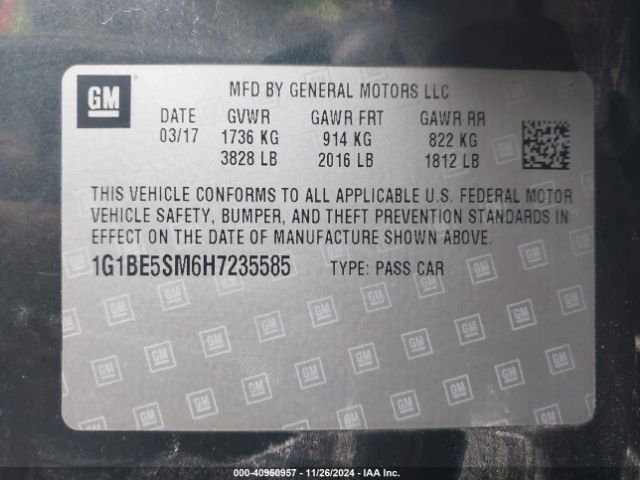 GM
MFD BY GENERAL MOTORS LLC
DATE GVWR GAWR FRT GAWR RR
03/17 1736 KG 914 KG 822 KG
3828 LB 2016 LB 1812 LB
THIS VEHICLE CONFORMS TO ALL APPLICABLE U.S. FEDERAL MOTOR
VEHICLE SAFETY, BUMPER, AND THEFT PREVENTION STANDARDS IN
EFFECT ON THE DATE OF MANUFACTURE SHOWN ABOVE.
1G1BE5SM6H7235585 TYPE: PASS CAR
000-40950957 - 11/26/2024 - IAA Inc.